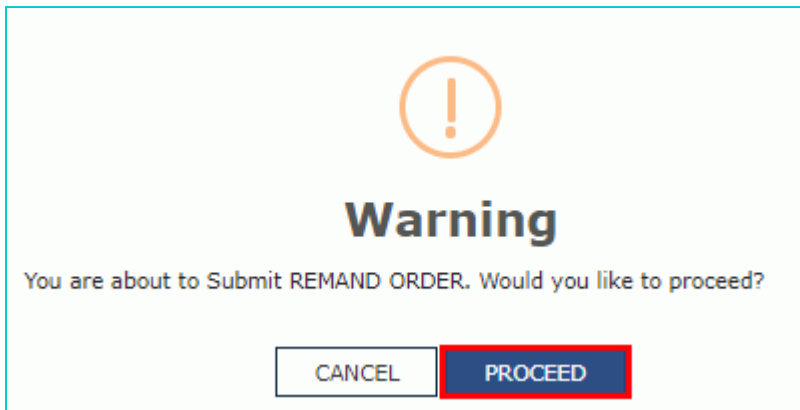 !
Warning
You are about to Submit REMAND ORDER. Would you like to proceed?
CANCEL PROCEED